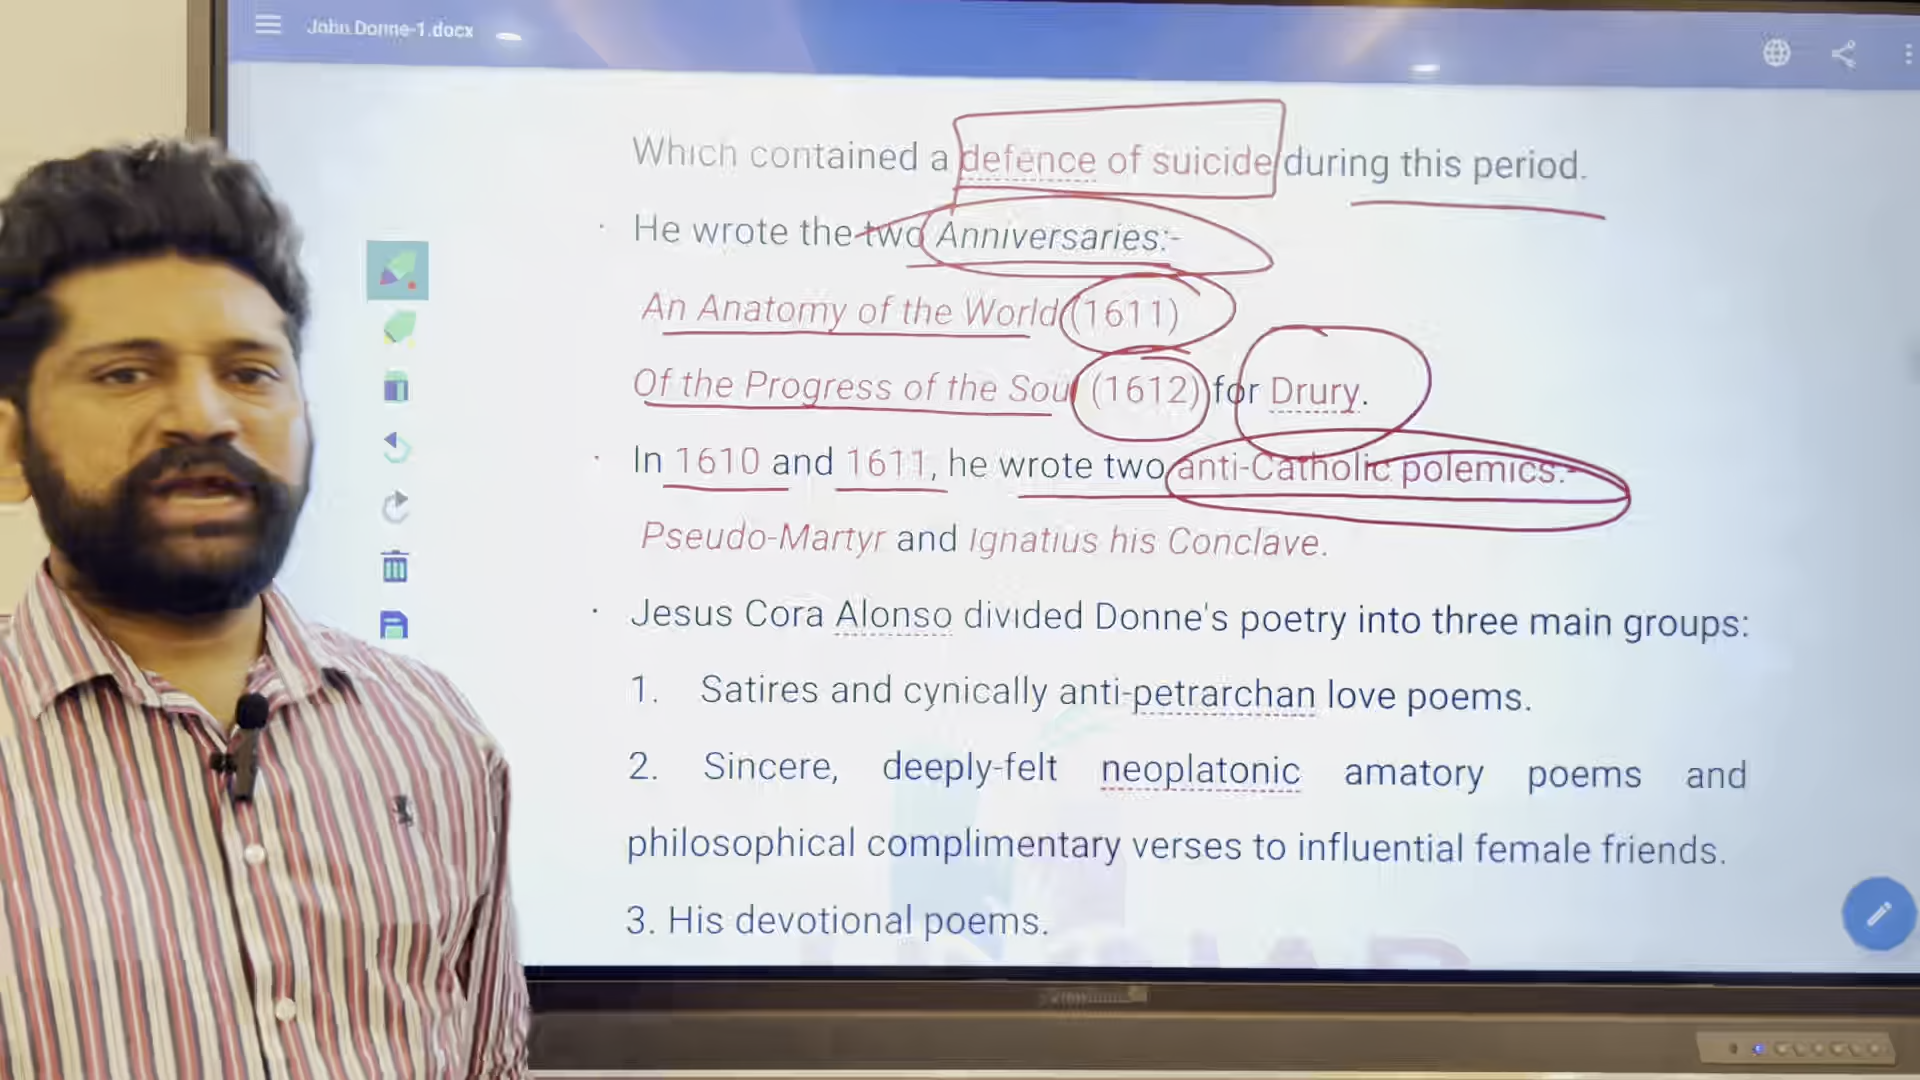 John Donne-1.docx
Which contained a defence of suicide during this period.
· He wrote the two Anniversaries:-
An Anatomy of the World (1611)
Of the Progress of the Soul (1612) for Drury.
· In 1610 and 1611, he wrote two anti-Catholic polemics:-
Pseudo-Martyr and Ignatius his Conclave.
· Jesus Cora Alonso divided Donne's poetry into three main groups:
1. Satires and cynically anti-petrarchan love poems.
2. Sincere, deeply-felt neoplatonic amatory poems and
philosophical complimentary verses to influential female friends.
3. His devotional poems.